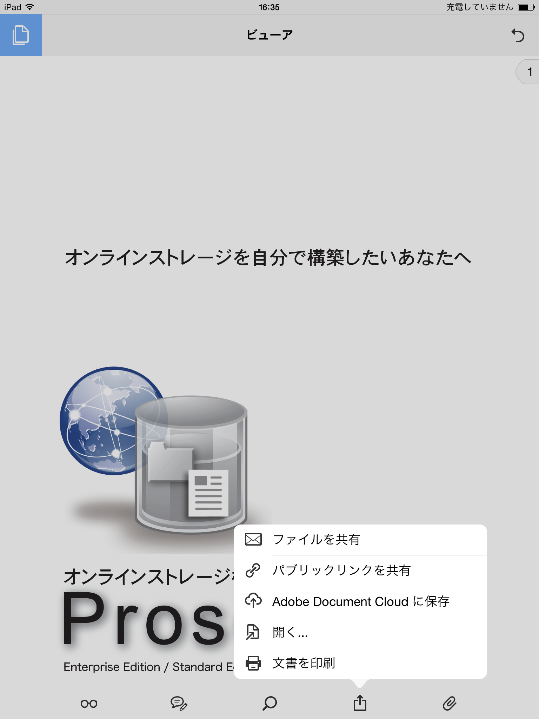 iPad 16:35 充電していません
ビューア
1
オンラインストレージを自分で構築したいあなたへ
オンラインストレージ
Pros
Enterprise Edition / Standard E
ファイルを共有
パブリックリンクを共有
Adobe Document Cloud に保存
開く...
文書を印刷